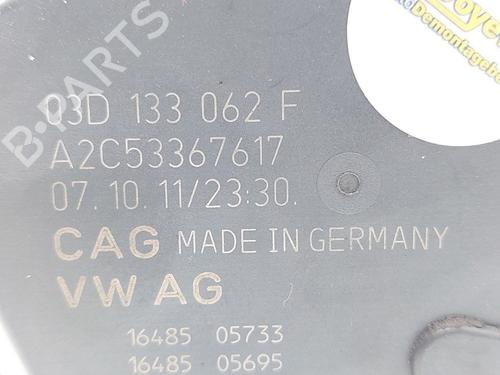 B-PARTS
03D 133 062 F
A2C53367617
07.10.11/23:30.
CAG MADE IN GERMANY
VW AG
16485 05733
16485 05695